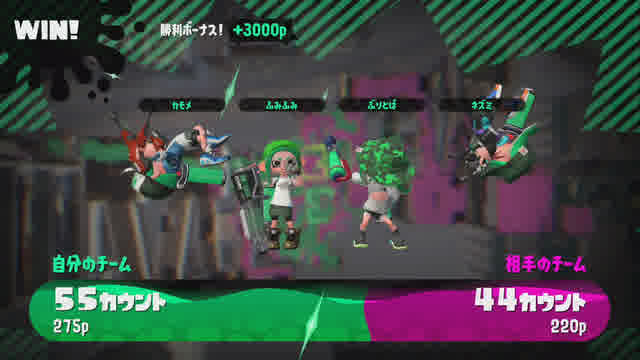 WIN!
勝利ボーナス! +3000p
カモメ
ふみふみ
ぷりとぱ
ネズミ
自分のチーム
相手のチーム
55カウント
44カウント
275p
220p